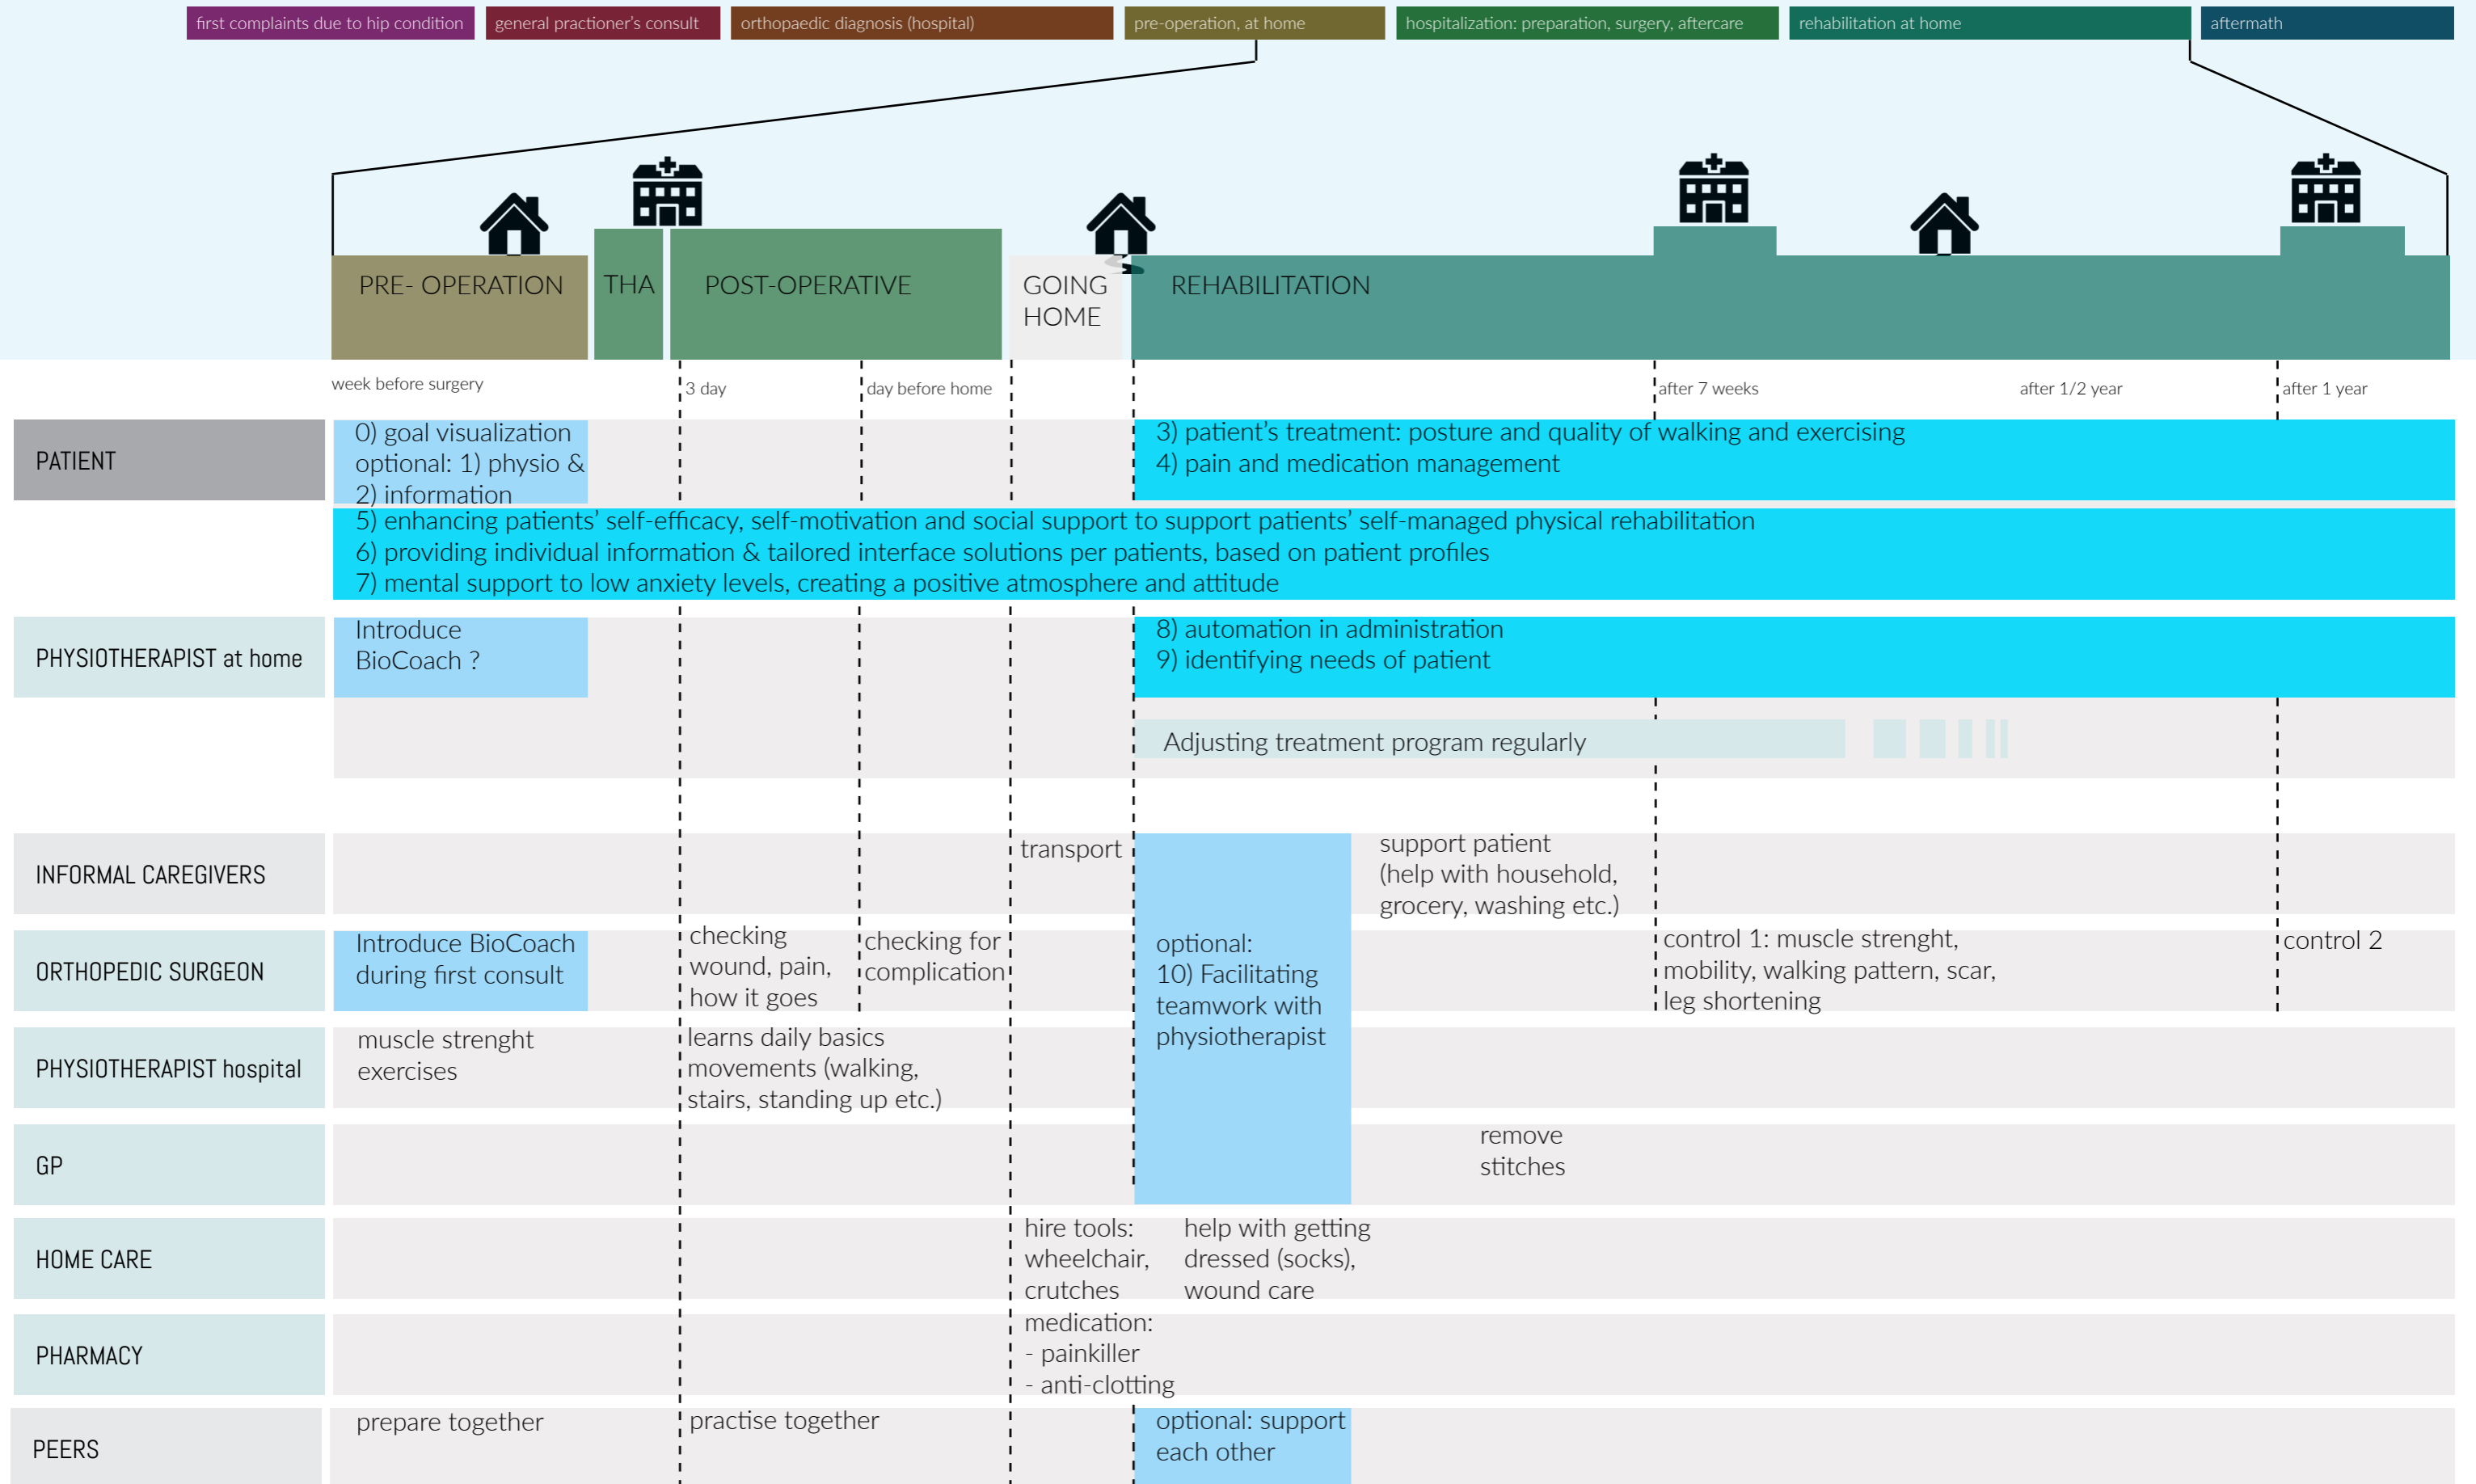 first complaints due to hip condition
general practioner's consult
orthopaedic diagnosis (hospital)
pre-operation, at home
hospitalization: preparation, surgery, aftercare
rehabilitation at home
aftermath
PRE- OPERATION
THA
POST-OPERATIVE
GOING
HOME
REHABILITATION
week before surgery
3 day
day before home
after 7 weeks
after 1/2 year
after 1 year
PATIENT
0) goal visualization
optional: 1) physio &
2) information
3) patient's treatment: posture and quality of walking and exercising
4) pain and medication management
5) enhancing patients' self-efficacy, self-motivation and social support to support patients' self-managed physical rehabilitation
6) providing individual information & tailored interface solutions per patients, based on patient profiles
7) mental support to low anxiety levels, creating a positive atmosphere and attitude
PHYSIOTHERAPIST at home
Introduce
BioCoach ?
8) automation in administration
9) identifying needs of patient
Adjusting treatment program regularly
INFORMAL CAREGIVERS
transport
support patient
(help with household,
grocery, washing etc.)
ORTHOPEDIC SURGEON
Introduce BioCoach
during first consult
checking
wound, pain,
how it goes
checking for
complication
optional:
10) Facilitating
teamwork with
physiotherapist
control 1: muscle strenght,
mobility, walking pattern, scar,
leg shortening
control 2
PHYSIOTHERAPIST hospital
muscle strenght
exercises
learns daily basics
movements (walking,
stairs, standing up etc.)
GP
remove
stitches
HOME CARE
hire tools:
wheelchair,
crutches
help with getting
dressed (socks),
wound care
PHARMACY
medication:
- painkiller
- anti-clotting
PEERS
prepare together
practise together
optional: support
each other